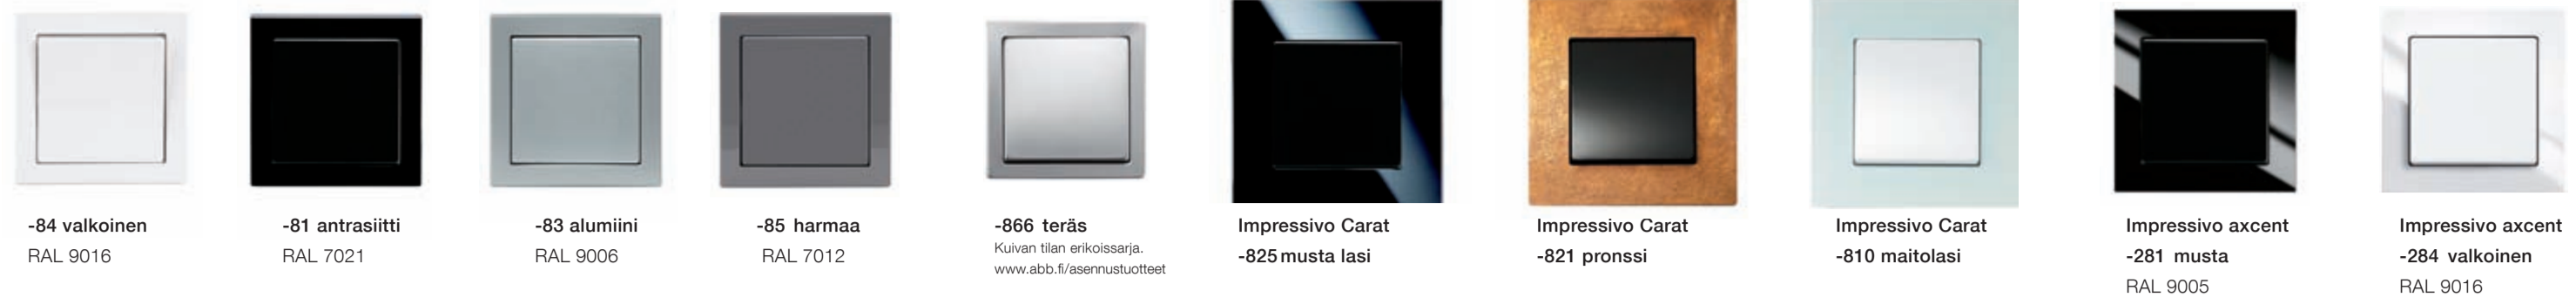 -84 valkoinen
RAL 9016
-81 antrasiitti
RAL 7021
-83 alumiini
RAL 9006
-85 harmaa
RAL 7012
-866 teräs
Kuivan tilan erikoissarja.
www.abb.fi/asennustuotteet
Impressivo Carat
-825 musta lasi
Impressivo Carat
-821 pronssi
Impressivo Carat
-810 maitolasi
Impressivo axcent
-281 musta
RAL 9005
Impressivo axcent
-284 valkoinen
RAL 9016